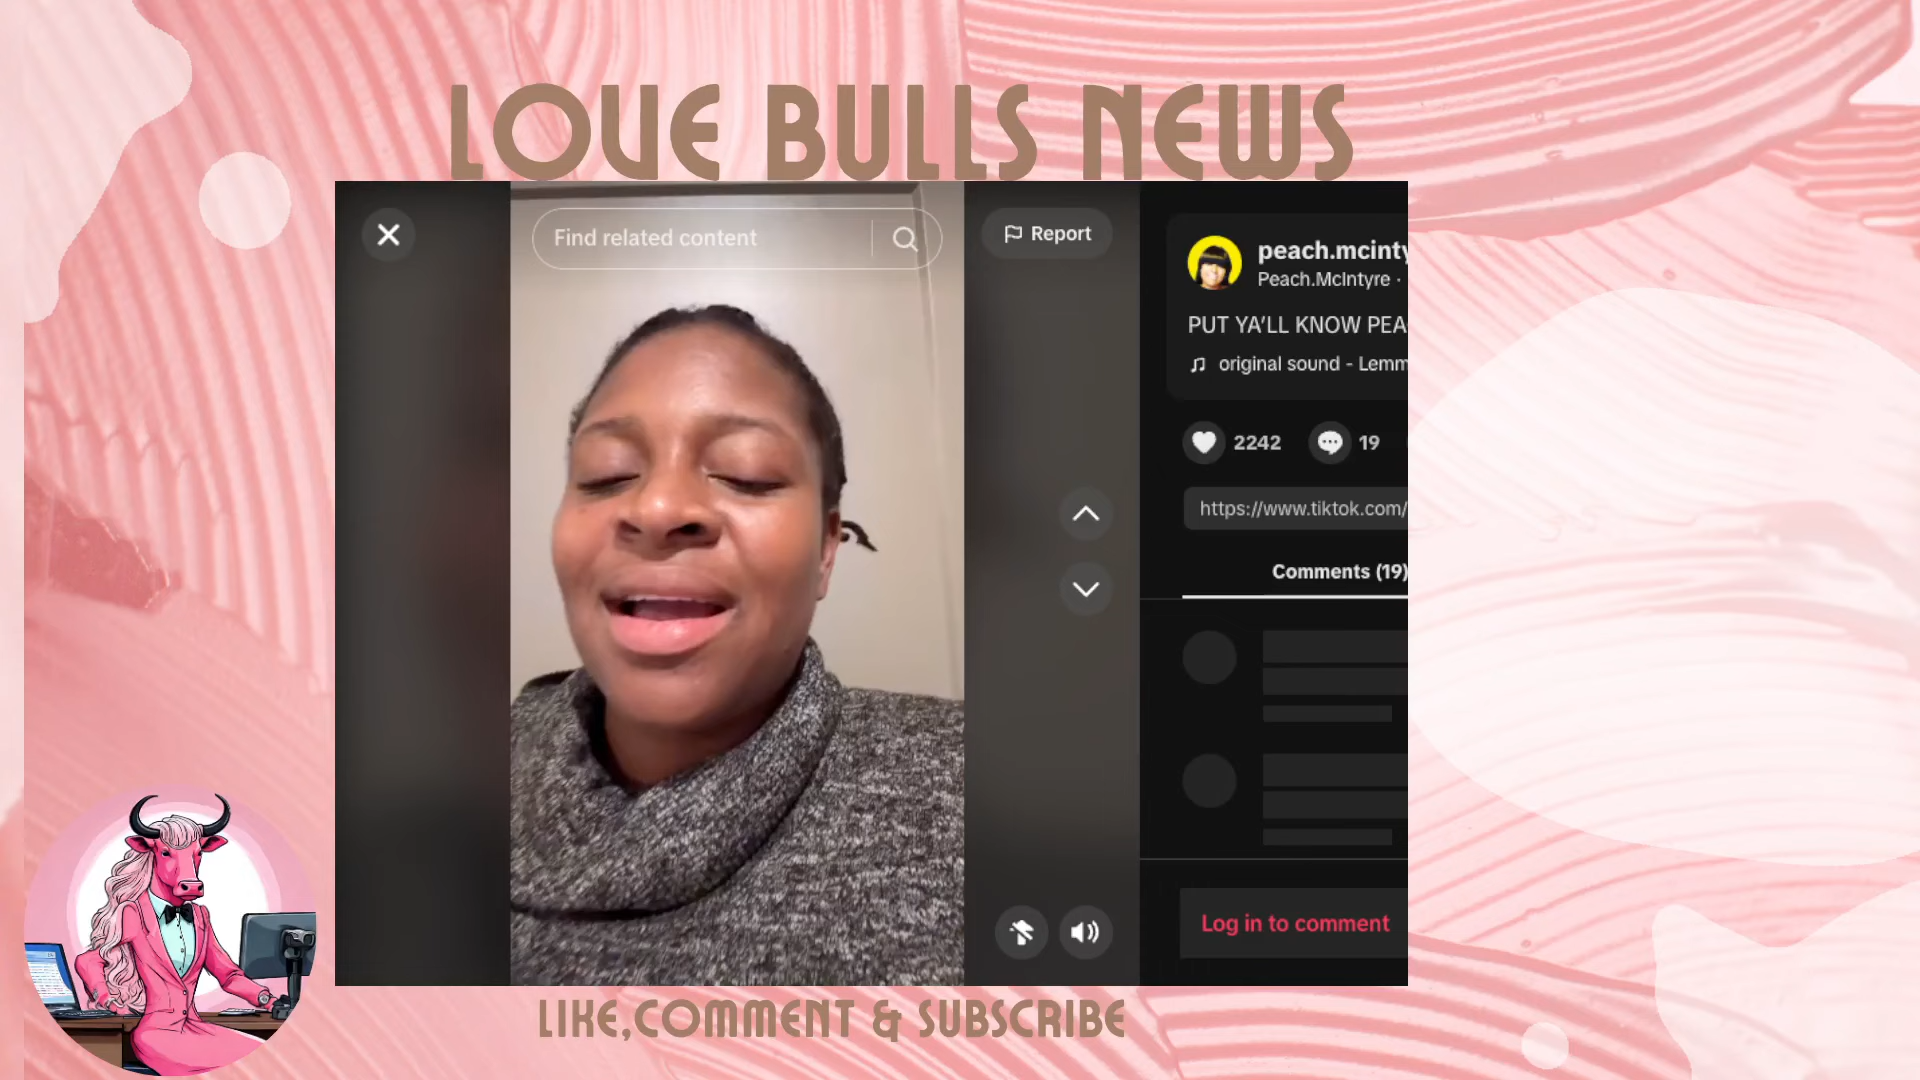 LOVE BULLS NEWS
Find related content
Report
peach.mcinty
Peach.McIntyre ·
PUT YA'LL KNOW PEA
original sound - Lemm
2242
19
https://www.tiktok.com/
Comments (19)
Log in to comment
LIKE,COMMENT & SUBSCRIBE